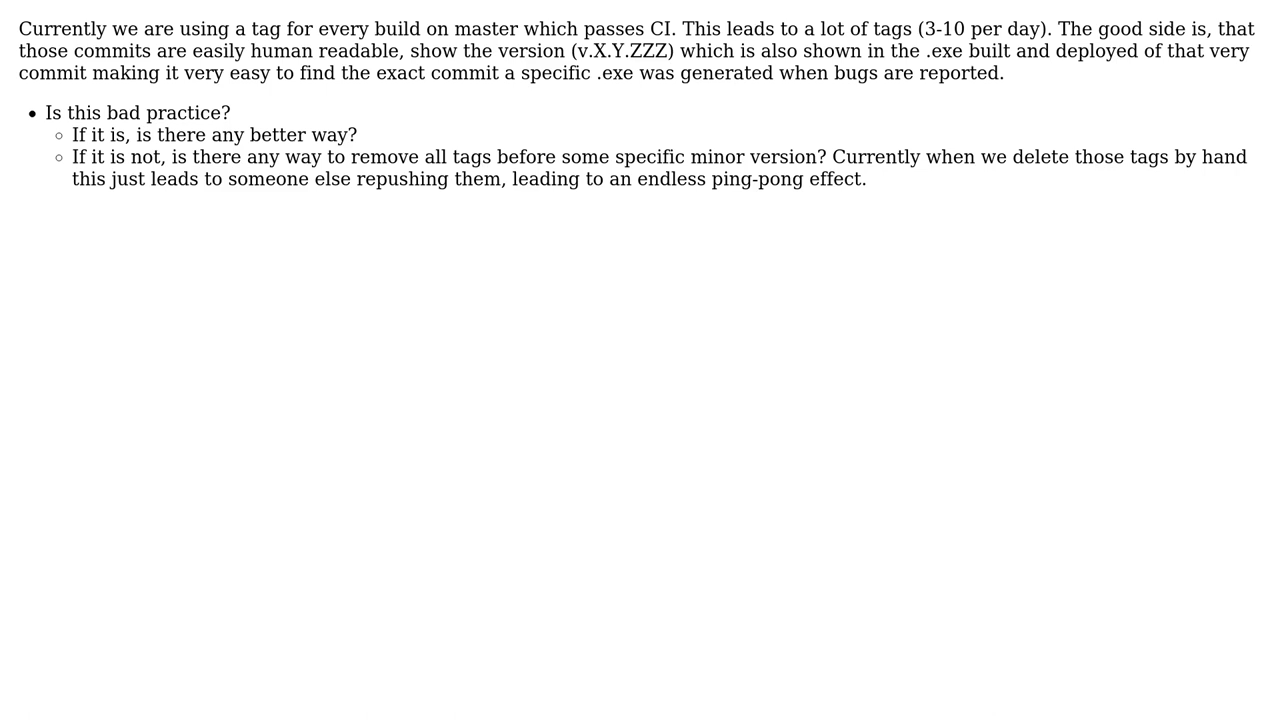 Currently we are using a tag for every build on master which passes CI. This leads to a lot of tags (3-10 per day). The good side is, that
those commits are easily human readable, show the version (v.X.Y.ZZZ) which is also shown in the .exe built and deployed of that very
commit making it very easy to find the exact commit a specific .exe was generated when bugs are reported.
• Is this bad practice?
◦ If it is, is there any better way?
◦ If it is not, is there any way to remove all tags before some specific minor version? Currently when we delete those tags by hand
this just leads to someone else repushing them, leading to an endless ping-pong effect.